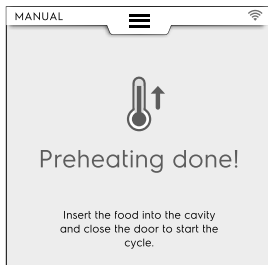 MANUAL
Preheating done!
Insert the food into the cavity
and close the door to start the
cycle.